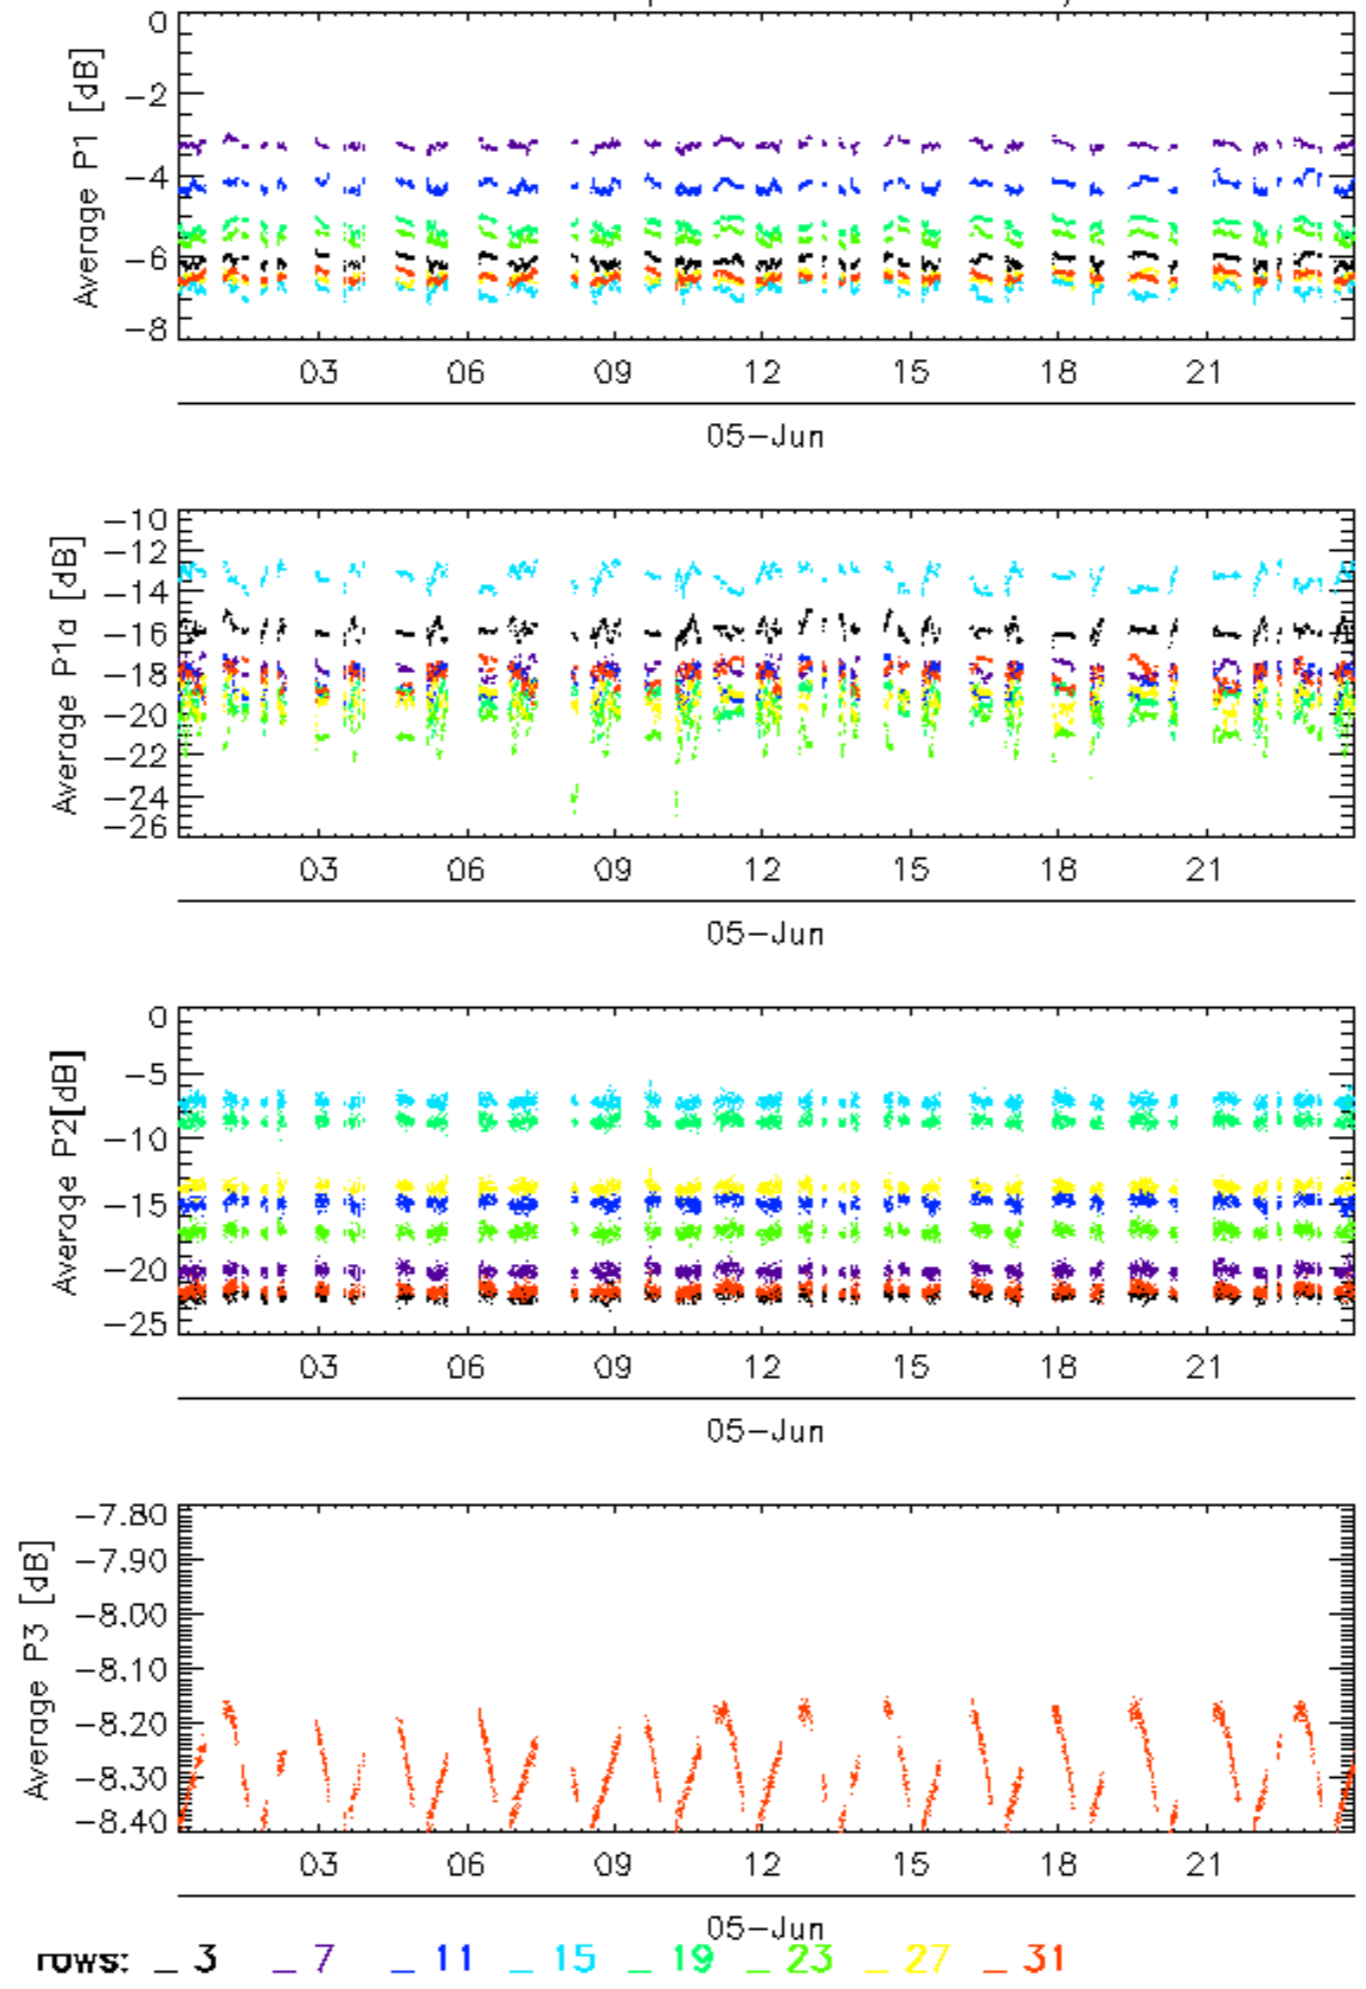 0
-2
-4
-6
-8
Average P1 [dB]
03 06 09 12 15 18 21
05-Jun
-10
-12
-14
-16
-18
-20
-22
-24
-26
Average P1a [dB]
03 06 09 12 15 18 21
05-Jun
0
-5
-10
-15
-20
-25
Average P2[dB]
03 06 09 12 15 18 21
05-Jun
-7.80
-7.90
-8.00
-8.10
-8.20
-8.30
-8.40
Average P3 [dB]
03 06 09 12 15 18 21
05-Jun
rows: _ 3 _ 7 _ 11 _ 15 _ 19 _ 23 _ 27 _ 31